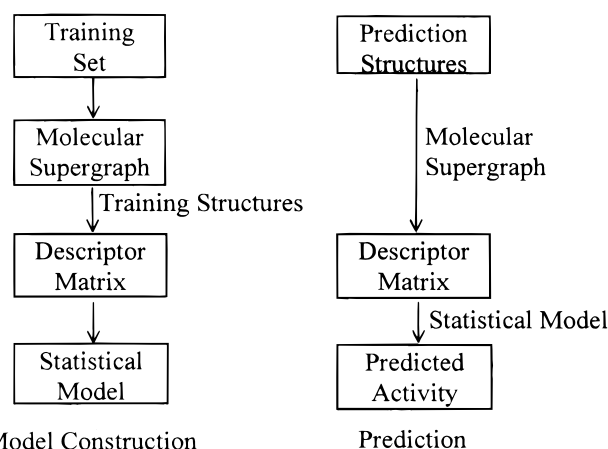 Training
Set
Molecular
Supergraph
Training Structures
Descriptor
Matrix
Statistical
Model
Model Construction
Prediction
Structures
Molecular
Supergraph
Descriptor
Matrix
Statistical Model
Predicted
Activity
Prediction